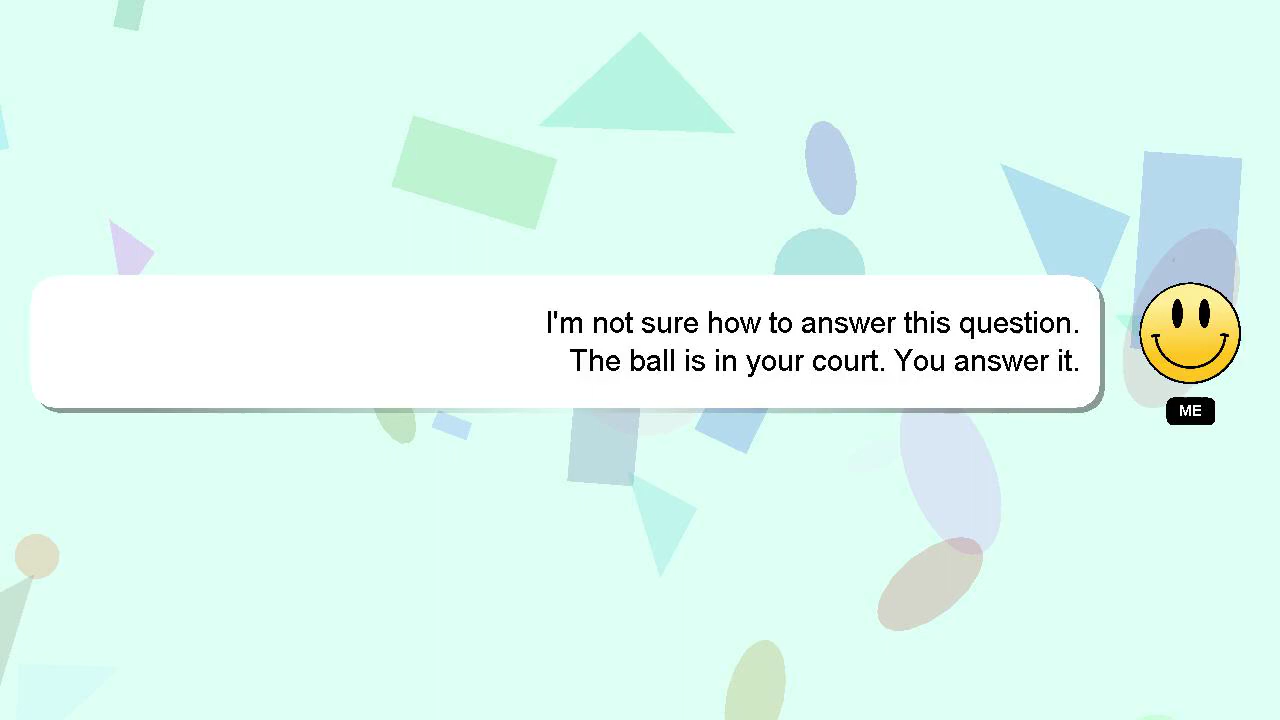 I'm not sure how to answer this question.
The ball is in your court. You answer it.
ME